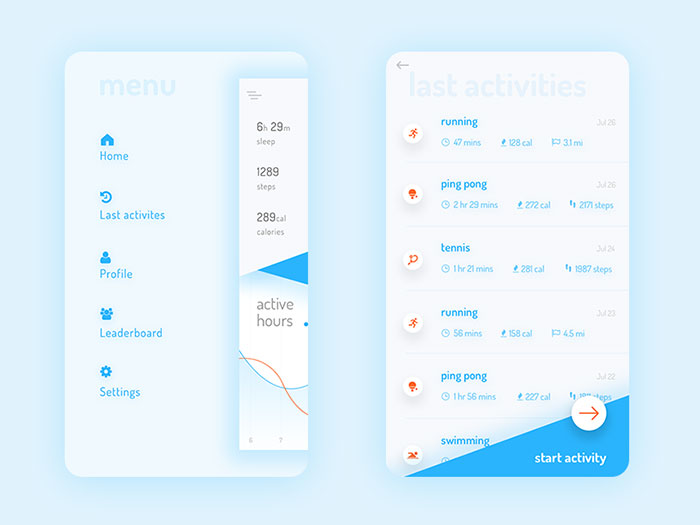 menu
Home
Last activites
Profile
Leaderboard
Settings
6h 29m
sleep
1289
steps
289cal
calories
active
hours
6 7
last activities
running Jul 26
47 mins 128 cal 3.1 mi
ping pong Jul 26
2 hr 29 mins 272 cal 2171 steps
tennis Jul 24
1 hr 21 mins 281 cal 1987 steps
running Jul 23
56 mins 158 cal 4.5 mi
ping pong Jul 22
1 hr 56 mins 227 cal steps
swimming
start activity